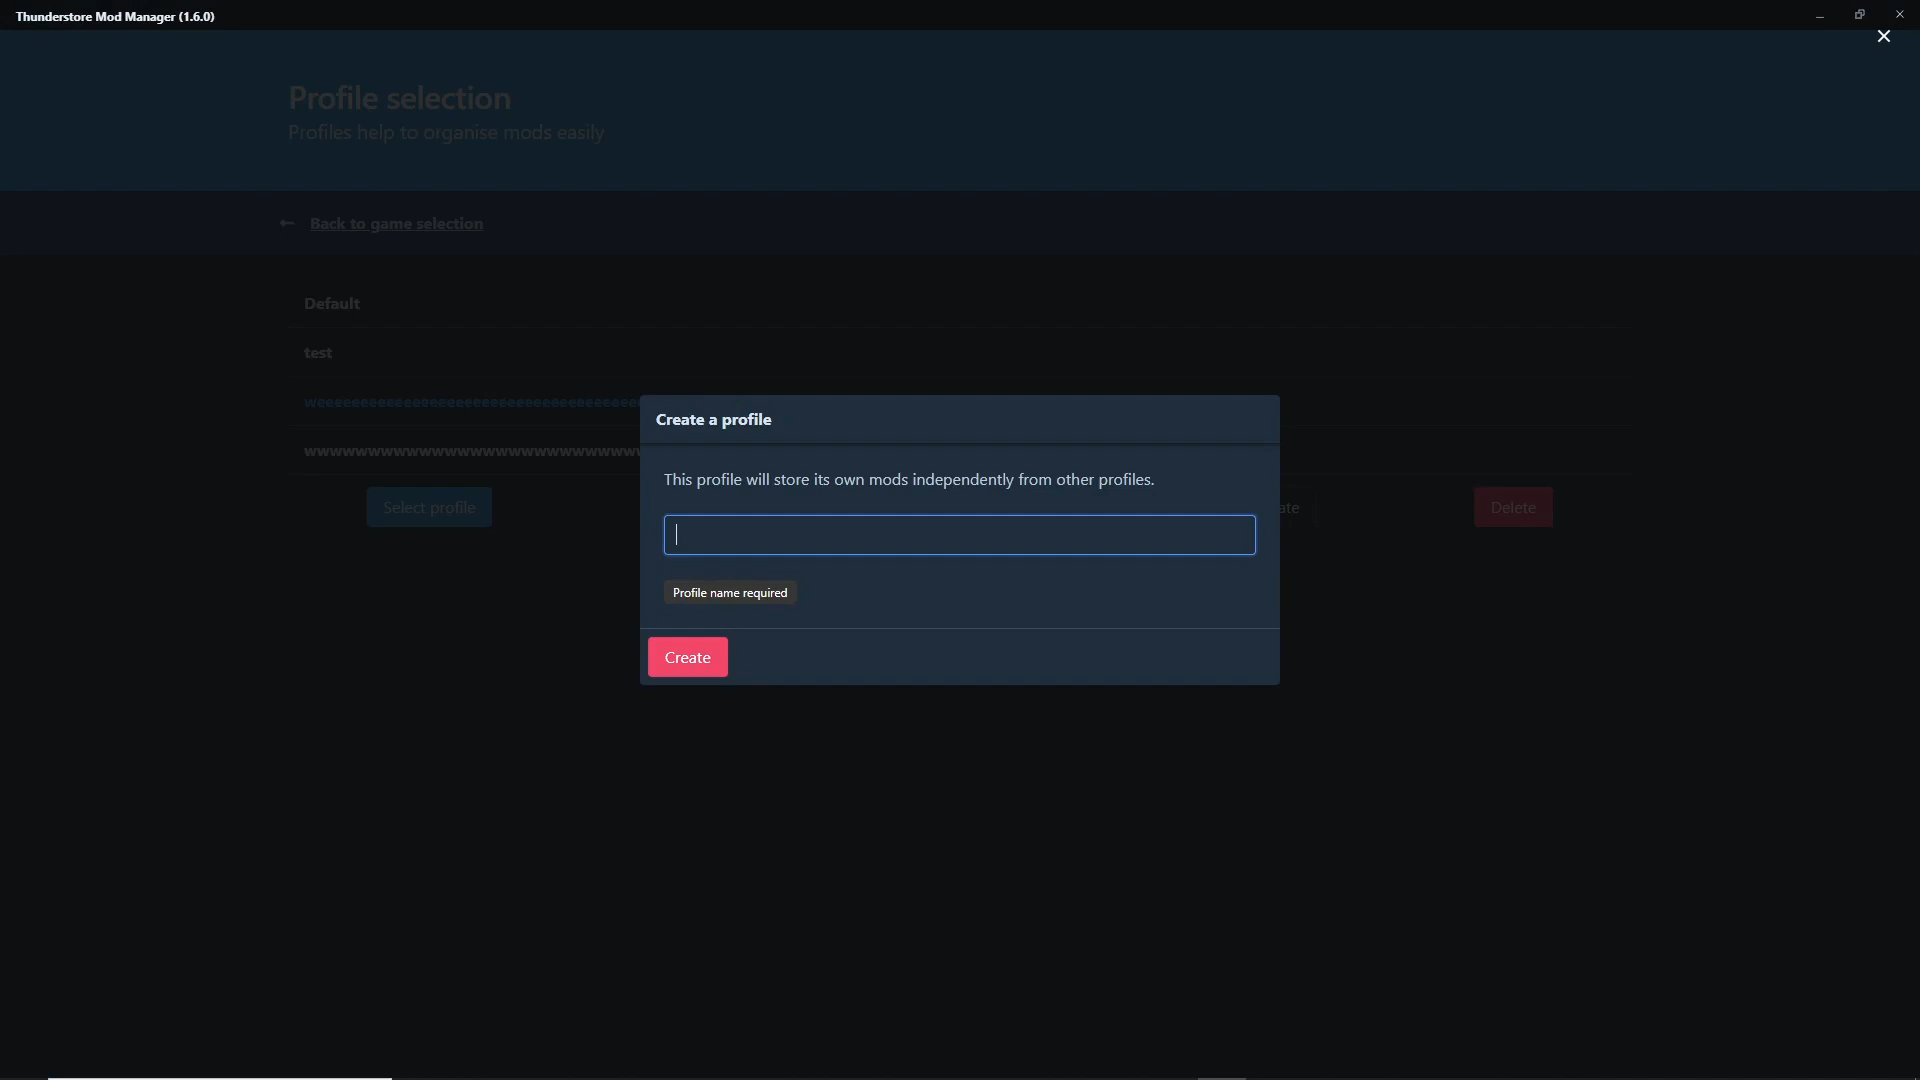 Thunderstore Mod Manager (1.6.0)
Profile selection
Profiles help to organise mods easily
Back to game selection
Default
test
Create a profile
This profile will store its own mods independently from other profiles.
Select profile
ate
Delete
Profile name required
Create